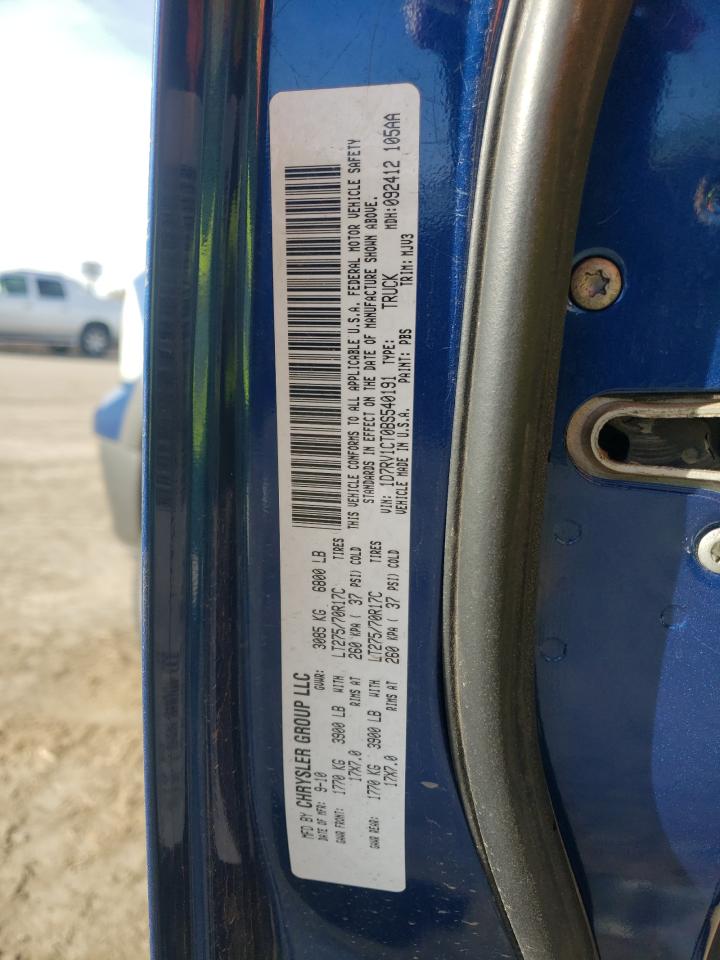 MFD BY CHRYSLER GROUP LLC
DATE OF MFR: 9-10 GVWR: 3085 KG 6800 LB
GAWR FRONT: 1770 KG 3900 LB WITH LT275/70R17C TIRES
17X7.0 RIMS AT 260 KPA ( 37 PSI) COLD
GAWR REAR: 1770 KG 3900 LB WITH LT275/70R17C TIRES
17X7.0 RIMS AT 260 KPA ( 37 PSI) COLD
THIS VEHICLE CONFORMS TO ALL APPLICABLE U.S.A. FEDERAL MOTOR VEHICLE SAFETY
STANDARDS IN EFFECT ON THE DATE OF MANUFACTURE SHOWN ABOVE.
VIN: 1D7RV1CT0BS540191 TYPE: TRUCK MDH:092412 105AA
VEHICLE MADE IN U.S.A. PAINT: PBS TRIM: MJV3